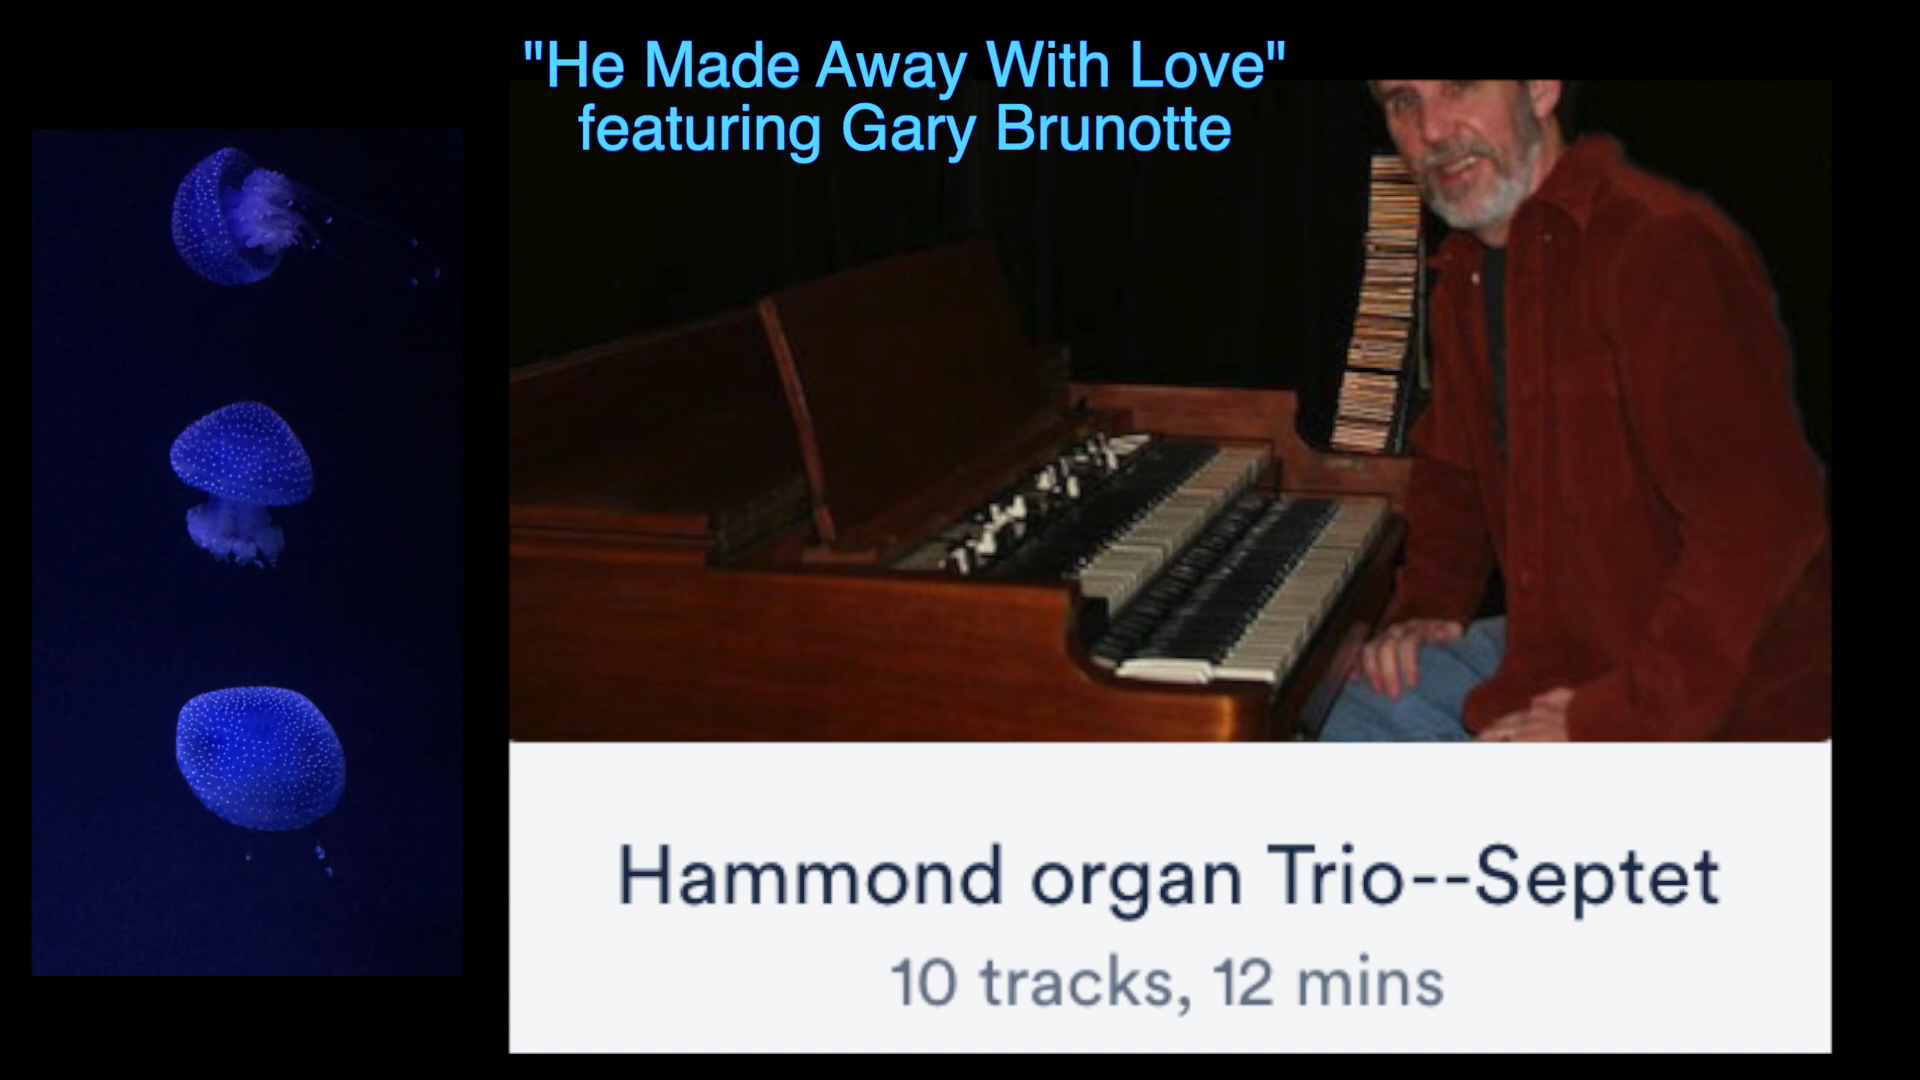 "He Made Away With Love"
featuring Gary Brunotte
Hammond organ Trio--Septet
10 tracks, 12 mins